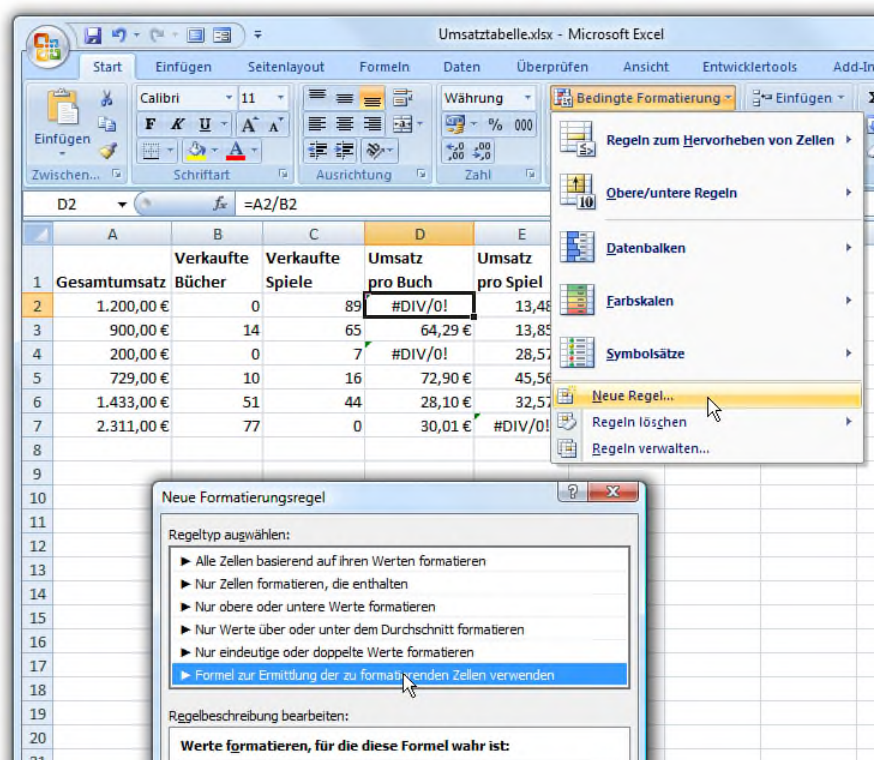 Umsatztabelle.xlsx - Microsoft Excel
Start Einfügen Seitenlayout Formeln Daten Überprüfen Ansicht Entwicklertools Add-In
Calibri 11 Währung Bedingte Formatierung Einfügen
Einfügen F K U A A % 000
A
Zwischen... Schriftart Ausrichtung Zahl
D2 fx =A2/B2
A B C D E
Verkaufte Verkaufte Umsatz Umsatz
1 Gesamtumsatz Bücher Spiele pro Buch pro Spiel
2 1.200,00 € 0 89 #DIV/0! 13,48
3 900,00 € 14 65 64,29 € 13,85
4 200,00 € 0 7 #DIV/0! 28,57
5 729,00 € 10 16 72,90 € 45,56
6 1.433,00 € 51 44 28,10 € 32,57
7 2.311,00 € 77 0 30,01 € #DIV/0!
8
9
10
11
12
13
14
15
16
17
18
19
20
21
Regeln zum Hervorheben von Zellen
Obere/untere Regeln
Datenbalken
Farbskalen
Symbolsätze
Neue Regel...
Regeln löschen
Regeln verwalten...
Neue Formatierungsregel
Regeltyp auswählen:
► Alle Zellen basierend auf ihren Werten formatieren
► Nur Zellen formatieren, die enthalten
► Nur obere oder untere Werte formatieren
► Nur Werte über oder unter dem Durchschnitt formatieren
► Nur eindeutige oder doppelte Werte formatieren
► Formel zur Ermittlung der zu formatierenden Zellen verwenden
Regelbeschreibung bearbeiten:
Werte formatieren, für die diese Formel wahr ist: